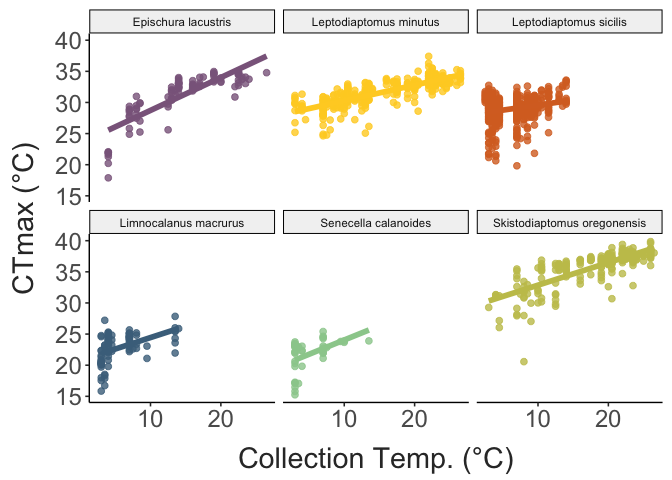 Epischura lacustris
Leptodiaptomus minutus
Leptodiaptomus sicilis
40
35
30
25
20
15
Limnocalanus macrurus
Senecella calanoides
Skistodiaptomus oregonensis
40
35
30
25
20
15
10
20
10
20
10
20
CTmax (°C)
Collection Temp. (°C)